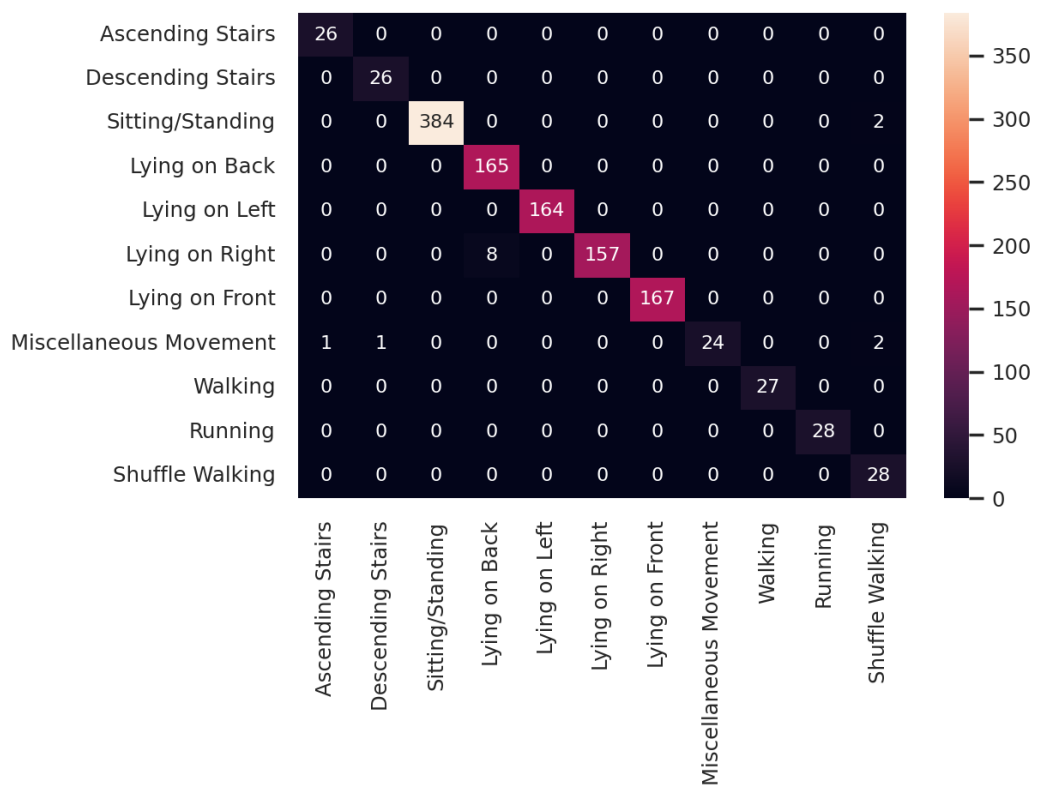 Ascending Stairs 26 0 0 0 0 0 0 0 0 0 0
Descending Stairs 0 26 0 0 0 0 0 0 0 0 0
Sitting/Standing 0 0 384 0 0 0 0 0 0 0 2
Lying on Back 0 0 0 165 0 0 0 0 0 0 0
Lying on Left 0 0 0 0 164 0 0 0 0 0 0
Lying on Right 0 0 0 8 0 157 0 0 0 0 0
Lying on Front 0 0 0 0 0 0 167 0 0 0 0
Miscellaneous Movement 1 1 0 0 0 0 0 24 0 0 2
Walking 0 0 0 0 0 0 0 0 27 0 0
Running 0 0 0 0 0 0 0 0 0 28 0
Shuffle Walking 0 0 0 0 0 0 0 0 0 0 28
Ascending Stairs
Descending Stairs
Sitting/Standing
Lying on Back
Lying on Left
Lying on Right
Lying on Front
Miscellaneous Movement
Walking
Running
Shuffle Walking
350
300
250
200
150
100
50
0